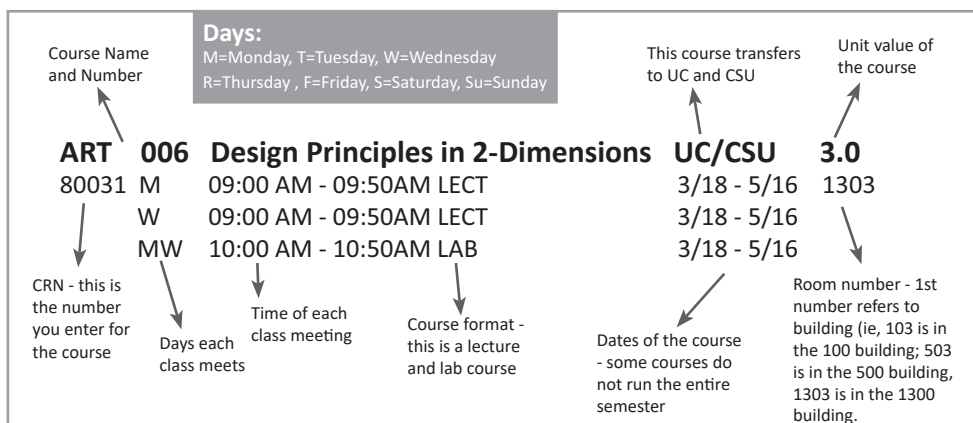 Days:
M=Monday, T=Tuesday, W=Wednesday
R=Thursday , F=Friday, S=Saturday, Su=Sunday
Course Name
and Number
This course transfers
to UC and CSU
Unit value of
the course
ART 006 Design Principles in 2-Dimensions UC/CSU 3.0
80031 M 09:00 AM - 09:50AM LECT 3/18 - 5/16 1303
W 09:00 AM - 09:50AM LECT 3/18 - 5/16
MW 10:00 AM - 10:50AM LAB 3/18 - 5/16
CRN - this is
the number
you enter for
the course
Days each
class meets
Time of each
class meeting
Course format -
this is a lecture
and lab course
Dates of the course
- some courses do
not run the entire
semester
Room number - 1st
number refers to
building (ie, 103 is in
the 100 building; 503
is in the 500 building,
1303 is in the 1300
building.